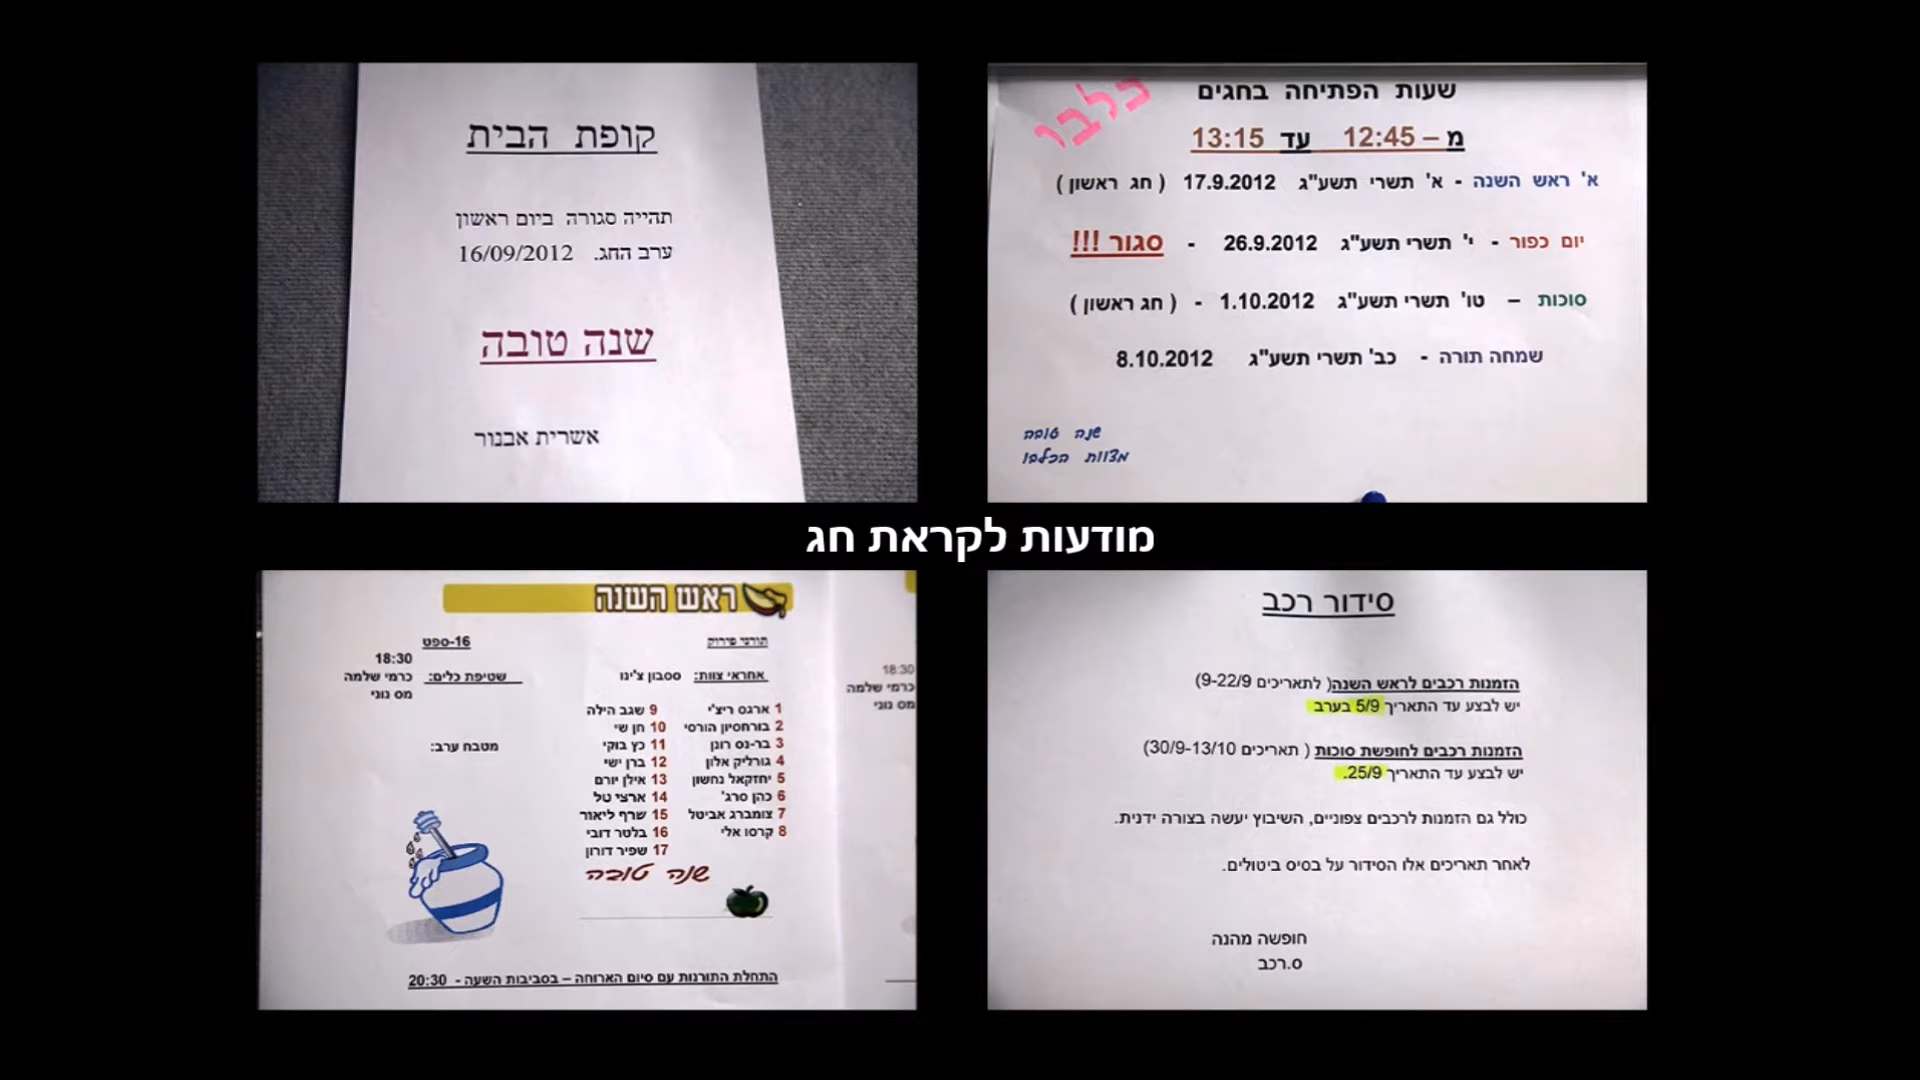 קופת הבית
תהייה סגורה ביום ראשון
ערב החג. 16/09/2012
שנה טובה
אשרית אבנור
כלבו
שעות הפתיחה בחגים
מ – 12:45 עד 13:15
א' ראש השנה - א' תשרי תשע"ג 17.9.2012 ( חג ראשון )
יום כפור - י' תשרי תשע"ג 26.9.2012 - סגור !!!
סוכות – טו' תשרי תשע"ג 1.10.2012 - ( חג ראשון )
שמחה תורה - כב' תשרי תשע"ג 8.10.2012
שנה טובה
מצוות הכלבו
מודעות לקראת חג
ראש השנה
תורני פירוק 16-ספט
18:30
אחראי צוות: סטבון צ'ינו שטיפת כלים: כרמי שלמה
מס נוני
1 ארגס ריצ'י 9 שגב הילה
2 בורחסיון הורסי 10 חן שי
3 בר-נס רונן 11 כץ בוקי
4 גורליק אלון 12 ברן ישי
5 יחזקאל נחשון 13 אילן יורם
6 כהן סרג' 14 ארצי טל
7 צומברג אביטל 15 שרף ליאור
8 קרסו אלי 16 בלטר דובי
17 שפיר דורון
מטבח ערב:
שנה טובה
התחלת התורנות עם סיום הארוחה – בסביבות השעה - 20:30
18:30
כרמי שלמה
מס נוני
סידור רכב
הזמנות רכבים לראש השנה( לתאריכים 9-22/9)
יש לבצע עד התאריך 5/9 בערב
הזמנות רכבים לחופשת סוכות ( תאריכים 30/9-13/10)
יש לבצע עד התאריך 25/9.
כולל גם הזמנות לרכבים צפוניים, השיבוץ יעשה בצורה ידנית.
לאחר תאריכים אלו הסידור על בסיס ביטולים.
חופשה מהנה
ס.רכב